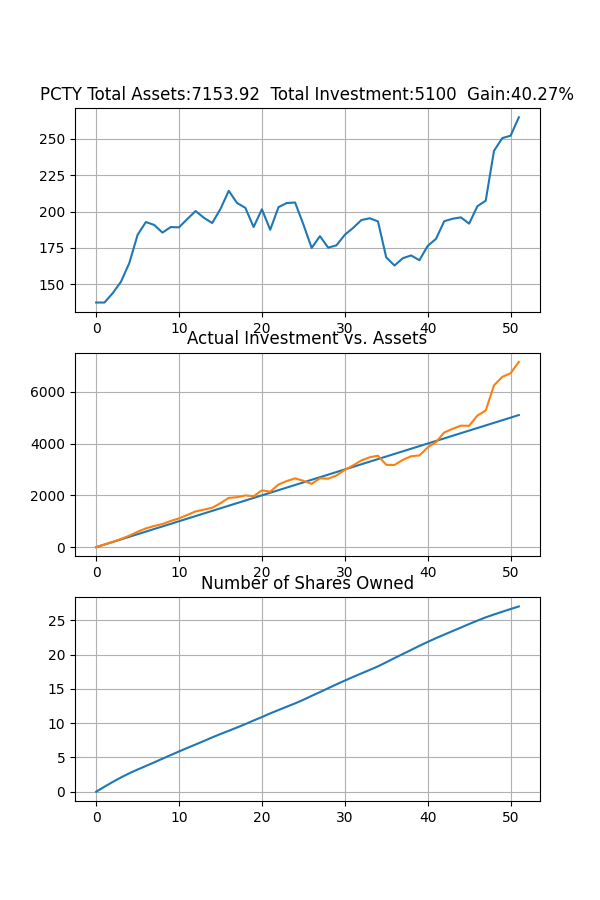 PCTY Total Assets:7153.92  Total Investment:5100  Gain:40.27%
250
225
200
175
150
0 10 20 30 40 50
Actual Investment vs. Assets
6000
4000
2000
0
0 10 20 30 40 50
Number of Shares Owned
25
20
15
10
5
0
0 10 20 30 40 50